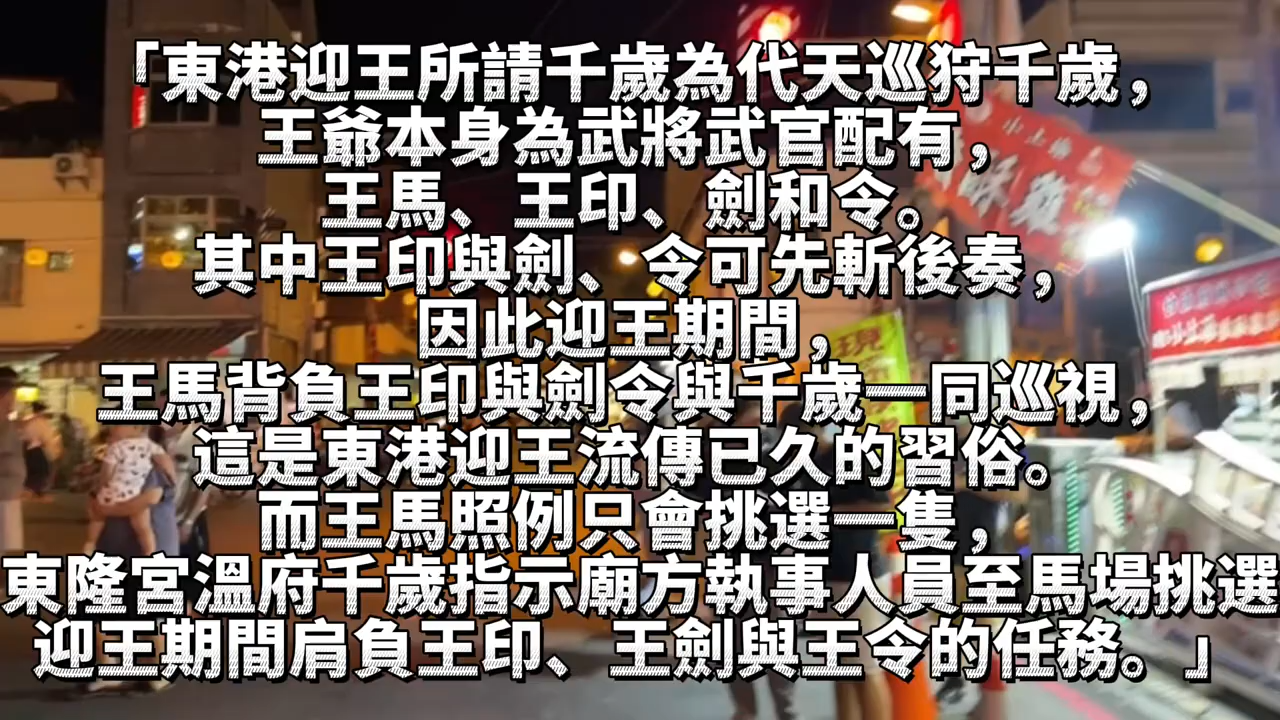 「東港迎王所請千歲為代天巡狩千歲，
王爺本身為武將武官配有，
王馬、王印、劍和令。
其中王印與劍、令可先斬後奏，
因此迎王期間，
王馬背負王印與劍令與千歲一同巡視，
這是東港迎王流傳已久的習俗。
而王馬照例只會挑選一隻，
東隆宮溫府千歲指示廟方執事人員至馬場挑選
迎王期間肩負王印、王劍與王令的任務。」
小上海
酥雞